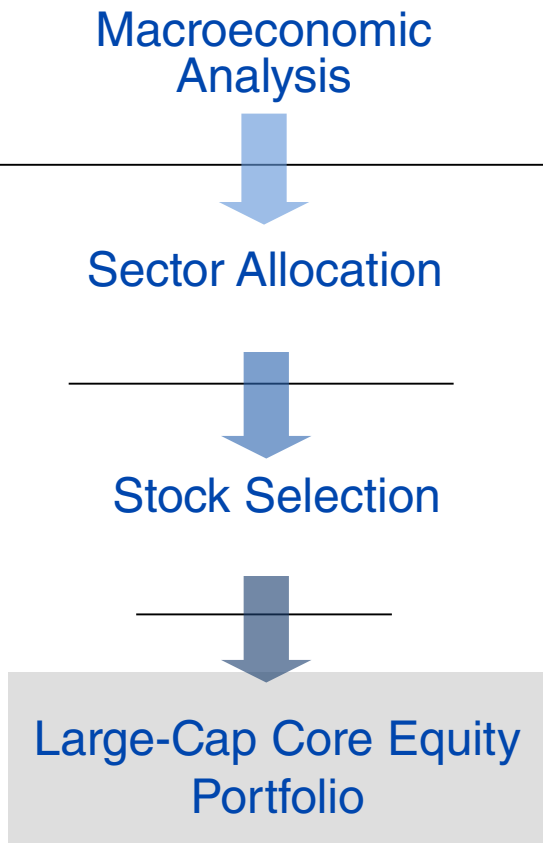 Macroeconomic
Analysis
Sector Allocation
Stock Selection
Large-Cap Core Equity
Portfolio